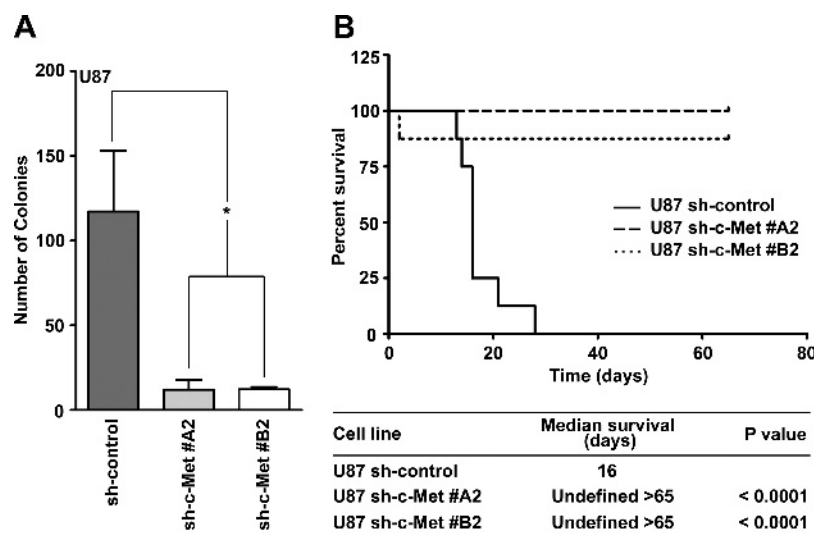 A
U87
200
150
100
50
0
Number of Colonies
*
sh-control
sh-c-Met #A2
sh-c-Met #B2
B
125
100
75
50
25
0
Percent survival
U87 sh-control
U87 sh-c-Met #A2
U87 sh-c-Met #B2
0 20 40 60 80
Time (days)
Cell line Median survival (days) P value
U87 sh-control 16
U87 sh-c-Met #A2 Undefined >65 < 0.0001
U87 sh-c-Met #B2 Undefined >65 < 0.0001